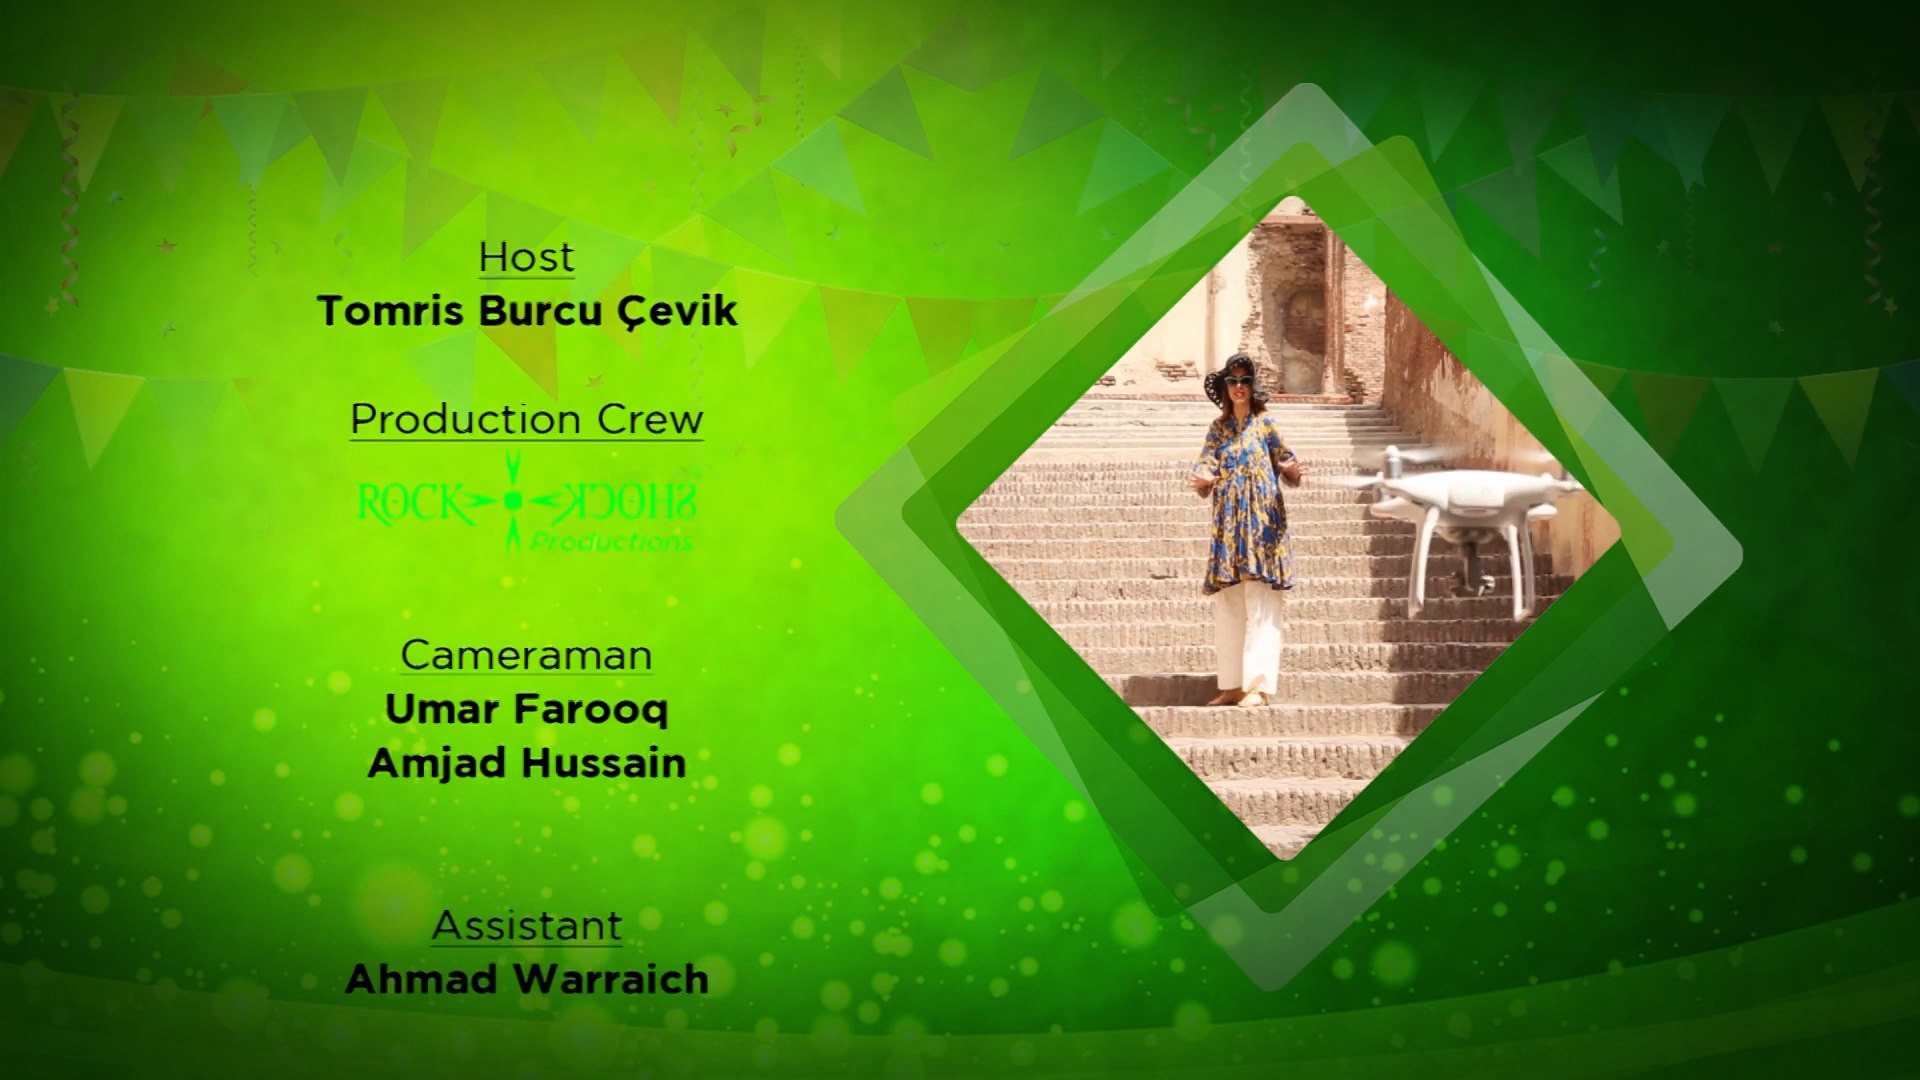 Host
Tomris Burcu Çevik
Production Crew
ROCK SHOCK
Productions
Cameraman
Umar Farooq
Amjad Hussain
Assistant
Ahmad Warraich